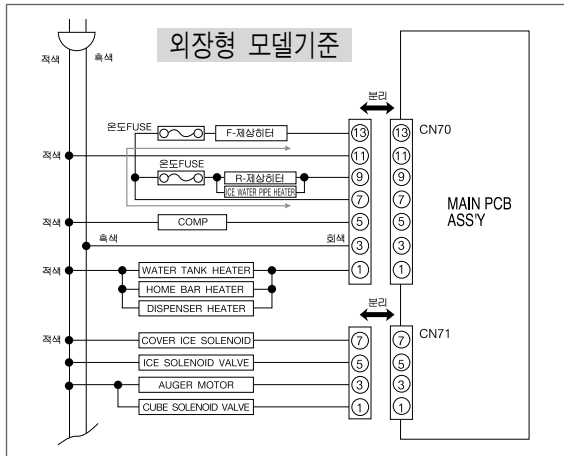 외장형 모델기준
적색 흑색
분리
온도FUSE F-제상히터 ⑬ ⑬ CN70
적색 ⑪ ⑪
온도FUSE R-제상히터 ⑨ ⑨
ICE WATER PIPE HEATER
⑦ ⑦
MAIN PCB
ASS'Y
적색 COMP ⑤ ⑤
흑색 회색 ③ ③
적색 WATER TANK HEATER ① ①
HOME BAR HEATER
DISPENSER HEATER
분리
적색 COVER ICE SOLENOID ⑦ ⑦ CN71
ICE SOLENOID VALVE ⑤ ⑤
적색 AUGER MOTOR ③ ③
CUBE SOLENOID VALVE ① ①